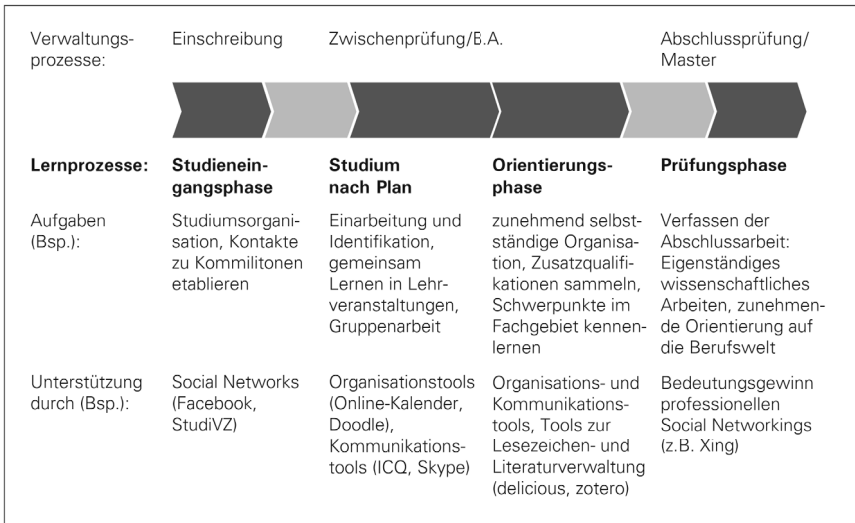 Verwaltungs-
prozesse:
Einschreibung
Zwischenprüfung/B.A.
Abschlussprüfung/
Master
Lernprozesse:
Studienein-
gangsphase
Studium
nach Plan
Orientierungs-
phase
Prüfungsphase
Aufgaben
(Bsp.):
Studiumsorgani-
sation, Kontakte
zu Kommilitonen
etablieren
Einarbeitung und
Identifikation,
gemeinsam
Lernen in Lehr-
veranstaltungen,
Gruppenarbeit
zunehmend selbst-
ständige Organisa-
tion, Zusatzqualifi-
kationen sammeln,
Schwerpunkte im
Fachgebiet kennen-
lernen
Verfassen der
Abschlussarbeit:
Eigenständiges
wissenschaftliches
Arbeiten, zunehmen-
de Orientierung auf
die Berufswelt
Unterstützung
durch (Bsp.):
Social Networks
(Facebook,
StudiVZ)
Organisationstools
(Online-Kalender,
Doodle),
Kommunikations-
tools (ICQ, Skype)
Organisations- und
Kommunikations-
tools, Tools zur
Lesezeichen- und
Literaturverwaltung
(delicious, zotero)
Bedeutungsgewinn
professionellen
Social Networkings
(z.B. Xing)